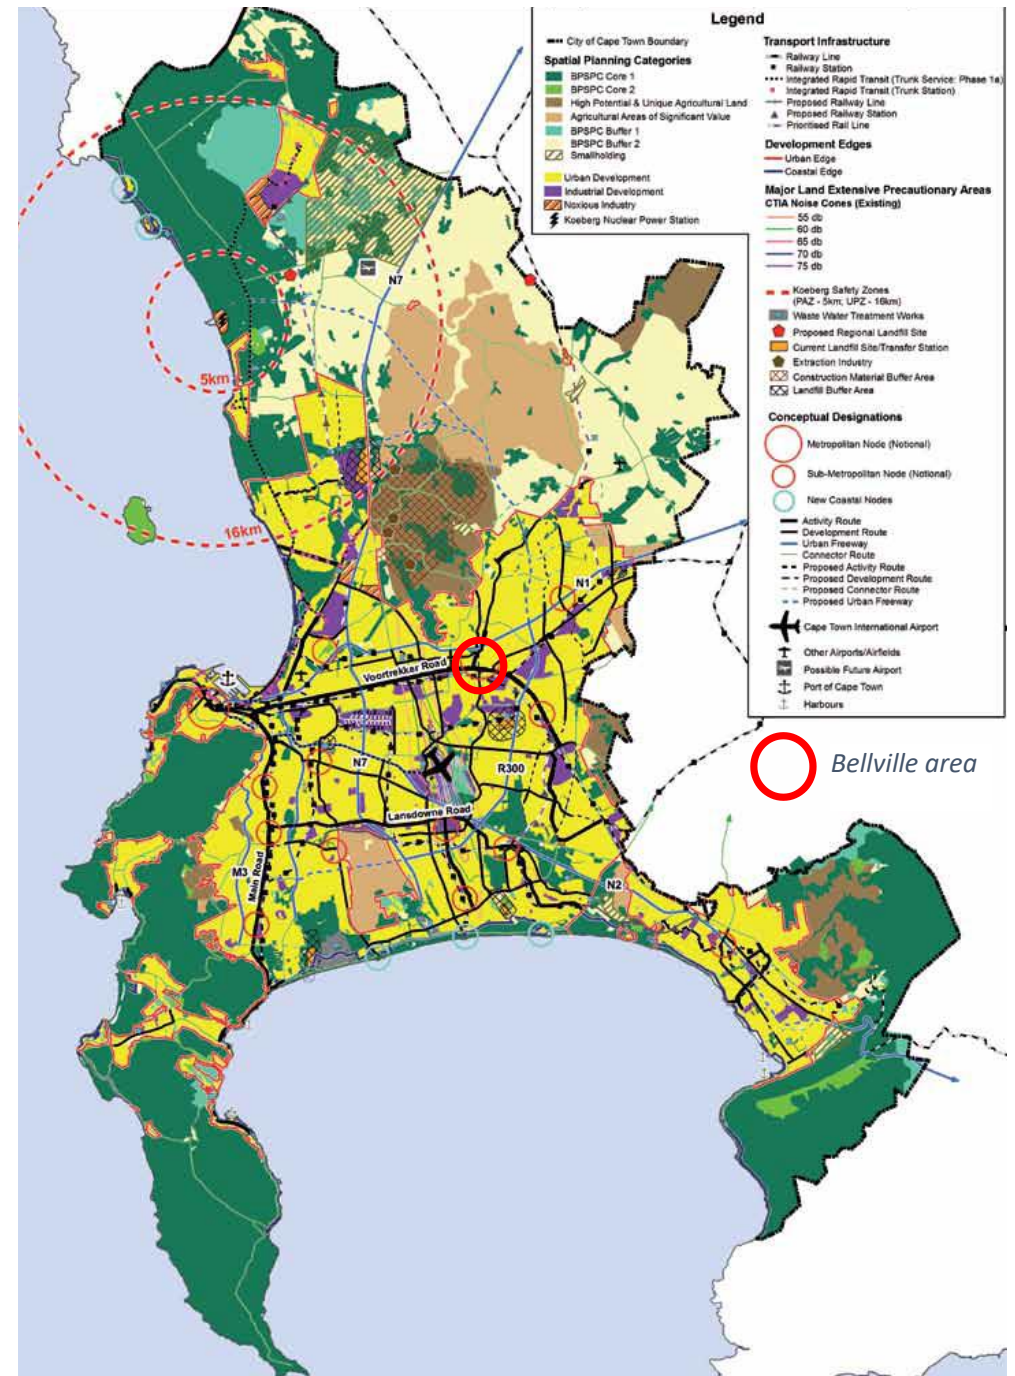 Legend
City of Cape Town Boundary
Spatial Planning Categories
BPSPC Core 1
BPSPC Core 2
High Potential & Unique Agricultural Land
Agricultural Areas of Significant Value
BPSPC Buffer 1
BPSPC Buffer 2
Smallholding
Urban Development
Industrial Development
Noxious Industry
Koeberg Nuclear Power Station
Transport Infrastructure
Railway Line
Railway Station
Integrated Rapid Transit (Trunk Service: Phase 1a)
Integrated Rapid Transit (Trunk Station)
Proposed Railway Line
Proposed Railway Station
Prioritised Rail Line
Development Edges
Urban Edge
Coastal Edge
Major Land Extensive Precautionary Areas
CTIA Noise Cones (Existing)
55 db
60 db
65 db
70 db
75 db
Koeberg Safety Zones
(PAZ - 5km; UPZ - 16km)
Waste Water Treatment Works
Proposed Regional Landfill Site
Current Landfill Site/Transfer Station
Extraction Industry
Construction Material Buffer Area
Landfill Buffer Area
Conceptual Designations
Metropolitan Node (Notional)
Sub-Metropolitan Node (Notional)
New Coastal Nodes
Activity Route
Development Route
Urban Freeway
Connector Route
Proposed Activity Route
Proposed Development Route
Proposed Connector Route
Proposed Urban Freeway
Cape Town International Airport
Other Airports/Airfields
Possible Future Airport
Port of Cape Town
Harbours
Bellville area
N7
5km
16km
N1
Voortrekker Road
N7
R300
Lansdowne Road
M3
Main Road
N2